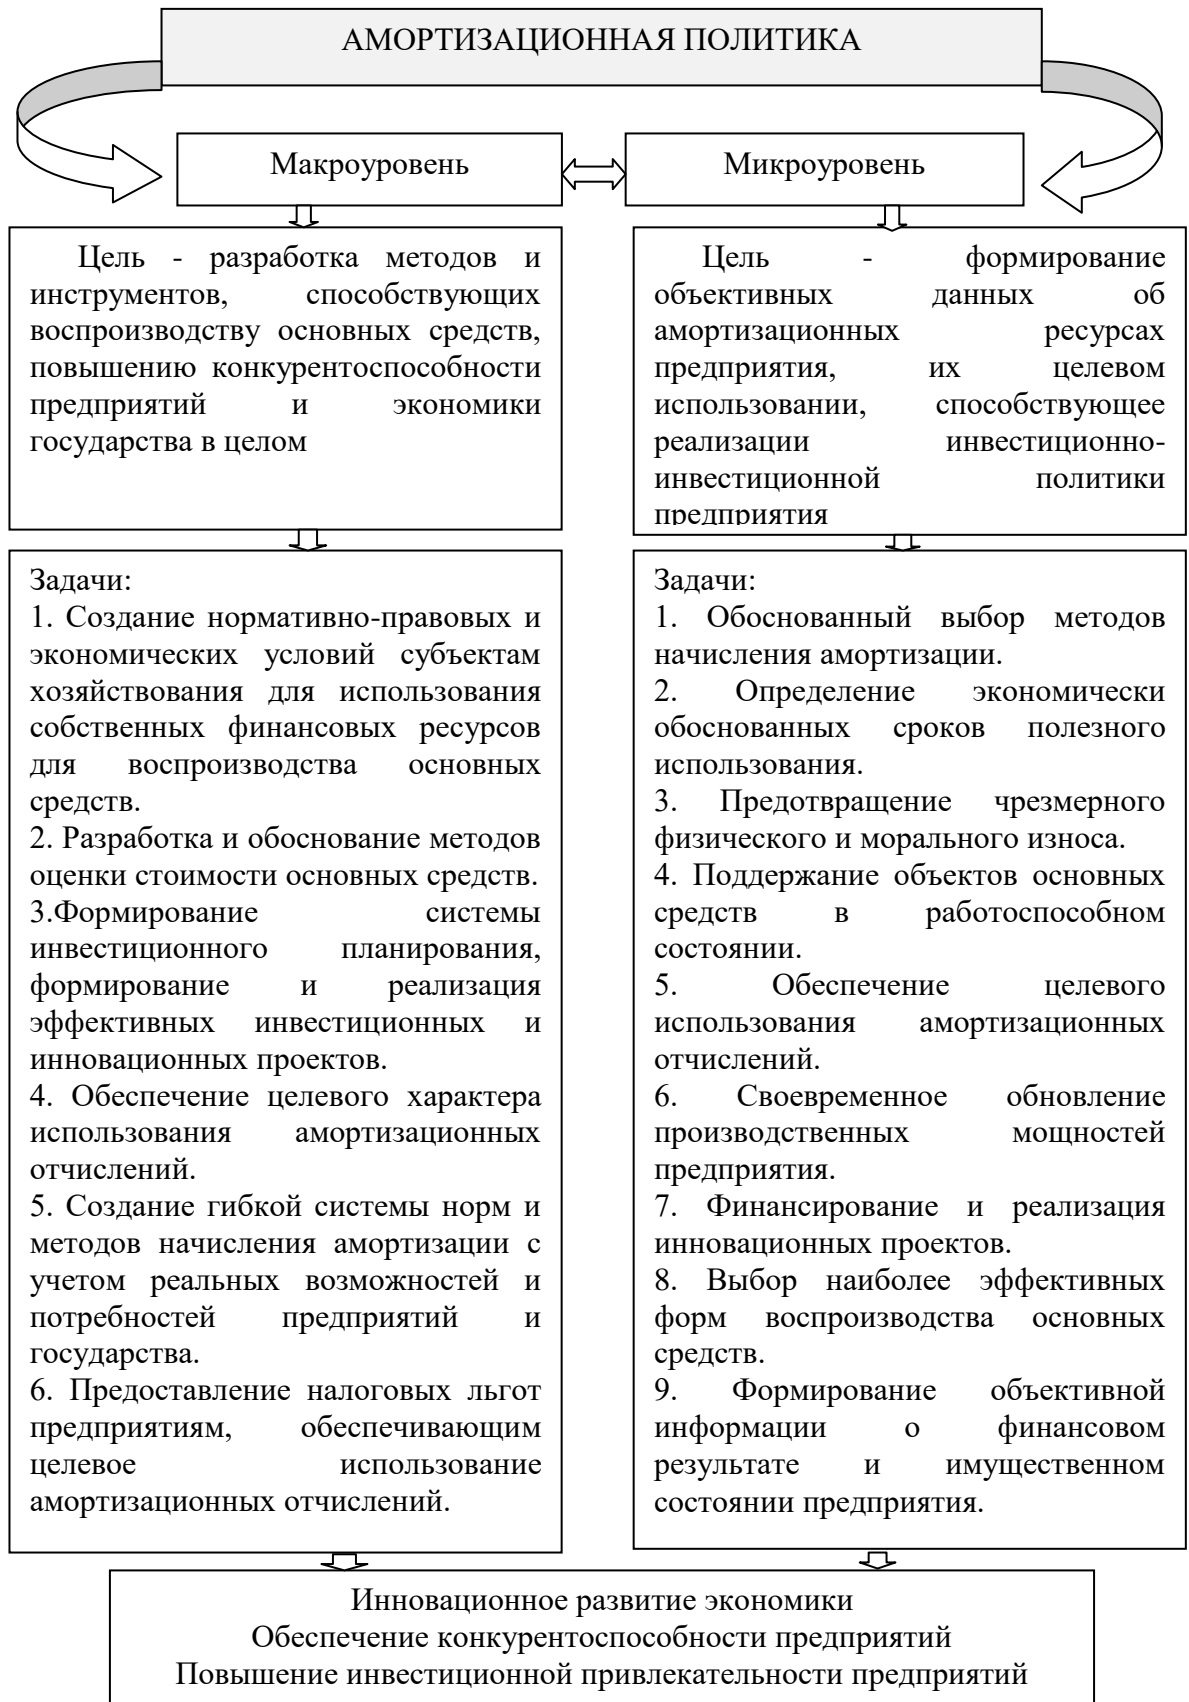 АМОРТИЗАЦИОННАЯ ПОЛИТИКА
Макроуровень
Микроуровень
Цель - разработка методов и
инструментов, способствующих
воспроизводству основных средств,
повышению конкурентоспособности
предприятий и экономики
государства в целом
Цель - формирование
объективных данных об
амортизационных ресурсах
предприятия, их целевом
использовании, способствующее
реализации инвестиционно-
инвестиционной политики
предприятия
Задачи:
1. Создание нормативно-правовых и
экономических условий субъектам
хозяйствования для использования
собственных финансовых ресурсов
для воспроизводства основных
средств.
2. Разработка и обоснование методов
оценки стоимости основных средств.
3.Формирование системы
инвестиционного планирования,
формирование и реализация
эффективных инвестиционных и
инновационных проектов.
4. Обеспечение целевого характера
использования амортизационных
отчислений.
5. Создание гибкой системы норм и
методов начисления амортизации с
учетом реальных возможностей и
потребностей предприятий и
государства.
6. Предоставление налоговых льгот
предприятиям, обеспечивающим
целевое использование
амортизационных отчислений.
Задачи:
1. Обоснованный выбор методов
начисления амортизации.
2. Определение экономически
обоснованных сроков полезного
использования.
3. Предотвращение чрезмерного
физического и морального износа.
4. Поддержание объектов основных
средств в работоспособном
состоянии.
5. Обеспечение целевого
использования амортизационных
отчислений.
6. Своевременное обновление
производственных мощностей
предприятия.
7. Финансирование и реализация
инновационных проектов.
8. Выбор наиболее эффективных
форм воспроизводства основных
средств.
9. Формирование объективной
информации о финансовом
результате и имущественном
состоянии предприятия.
Инновационное развитие экономики
Обеспечение конкурентоспособности предприятий
Повышение инвестиционной привлекательности предприятий